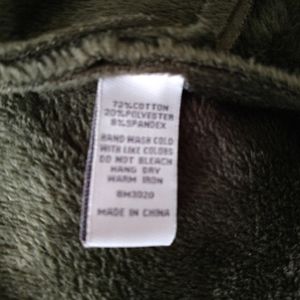 72%COTTON
20%POLYESTER
8%SPANDEX
HAND WASH COLD
WITH LIKE COLORS
DO NOT BLEACH
HANG DRY
WARM IRON
BM3020
MADE IN CHINA